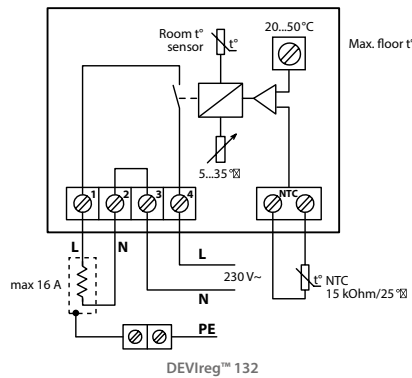 Room t°
sensor
t°
20...50 °C
Max. floor t°
5...35 °
1
2
3
4
NTC
L
N
L
230 V~
N
max 16 A
t°
NTC
15 kOhm/25 °
PE
DEVIreg™ 132